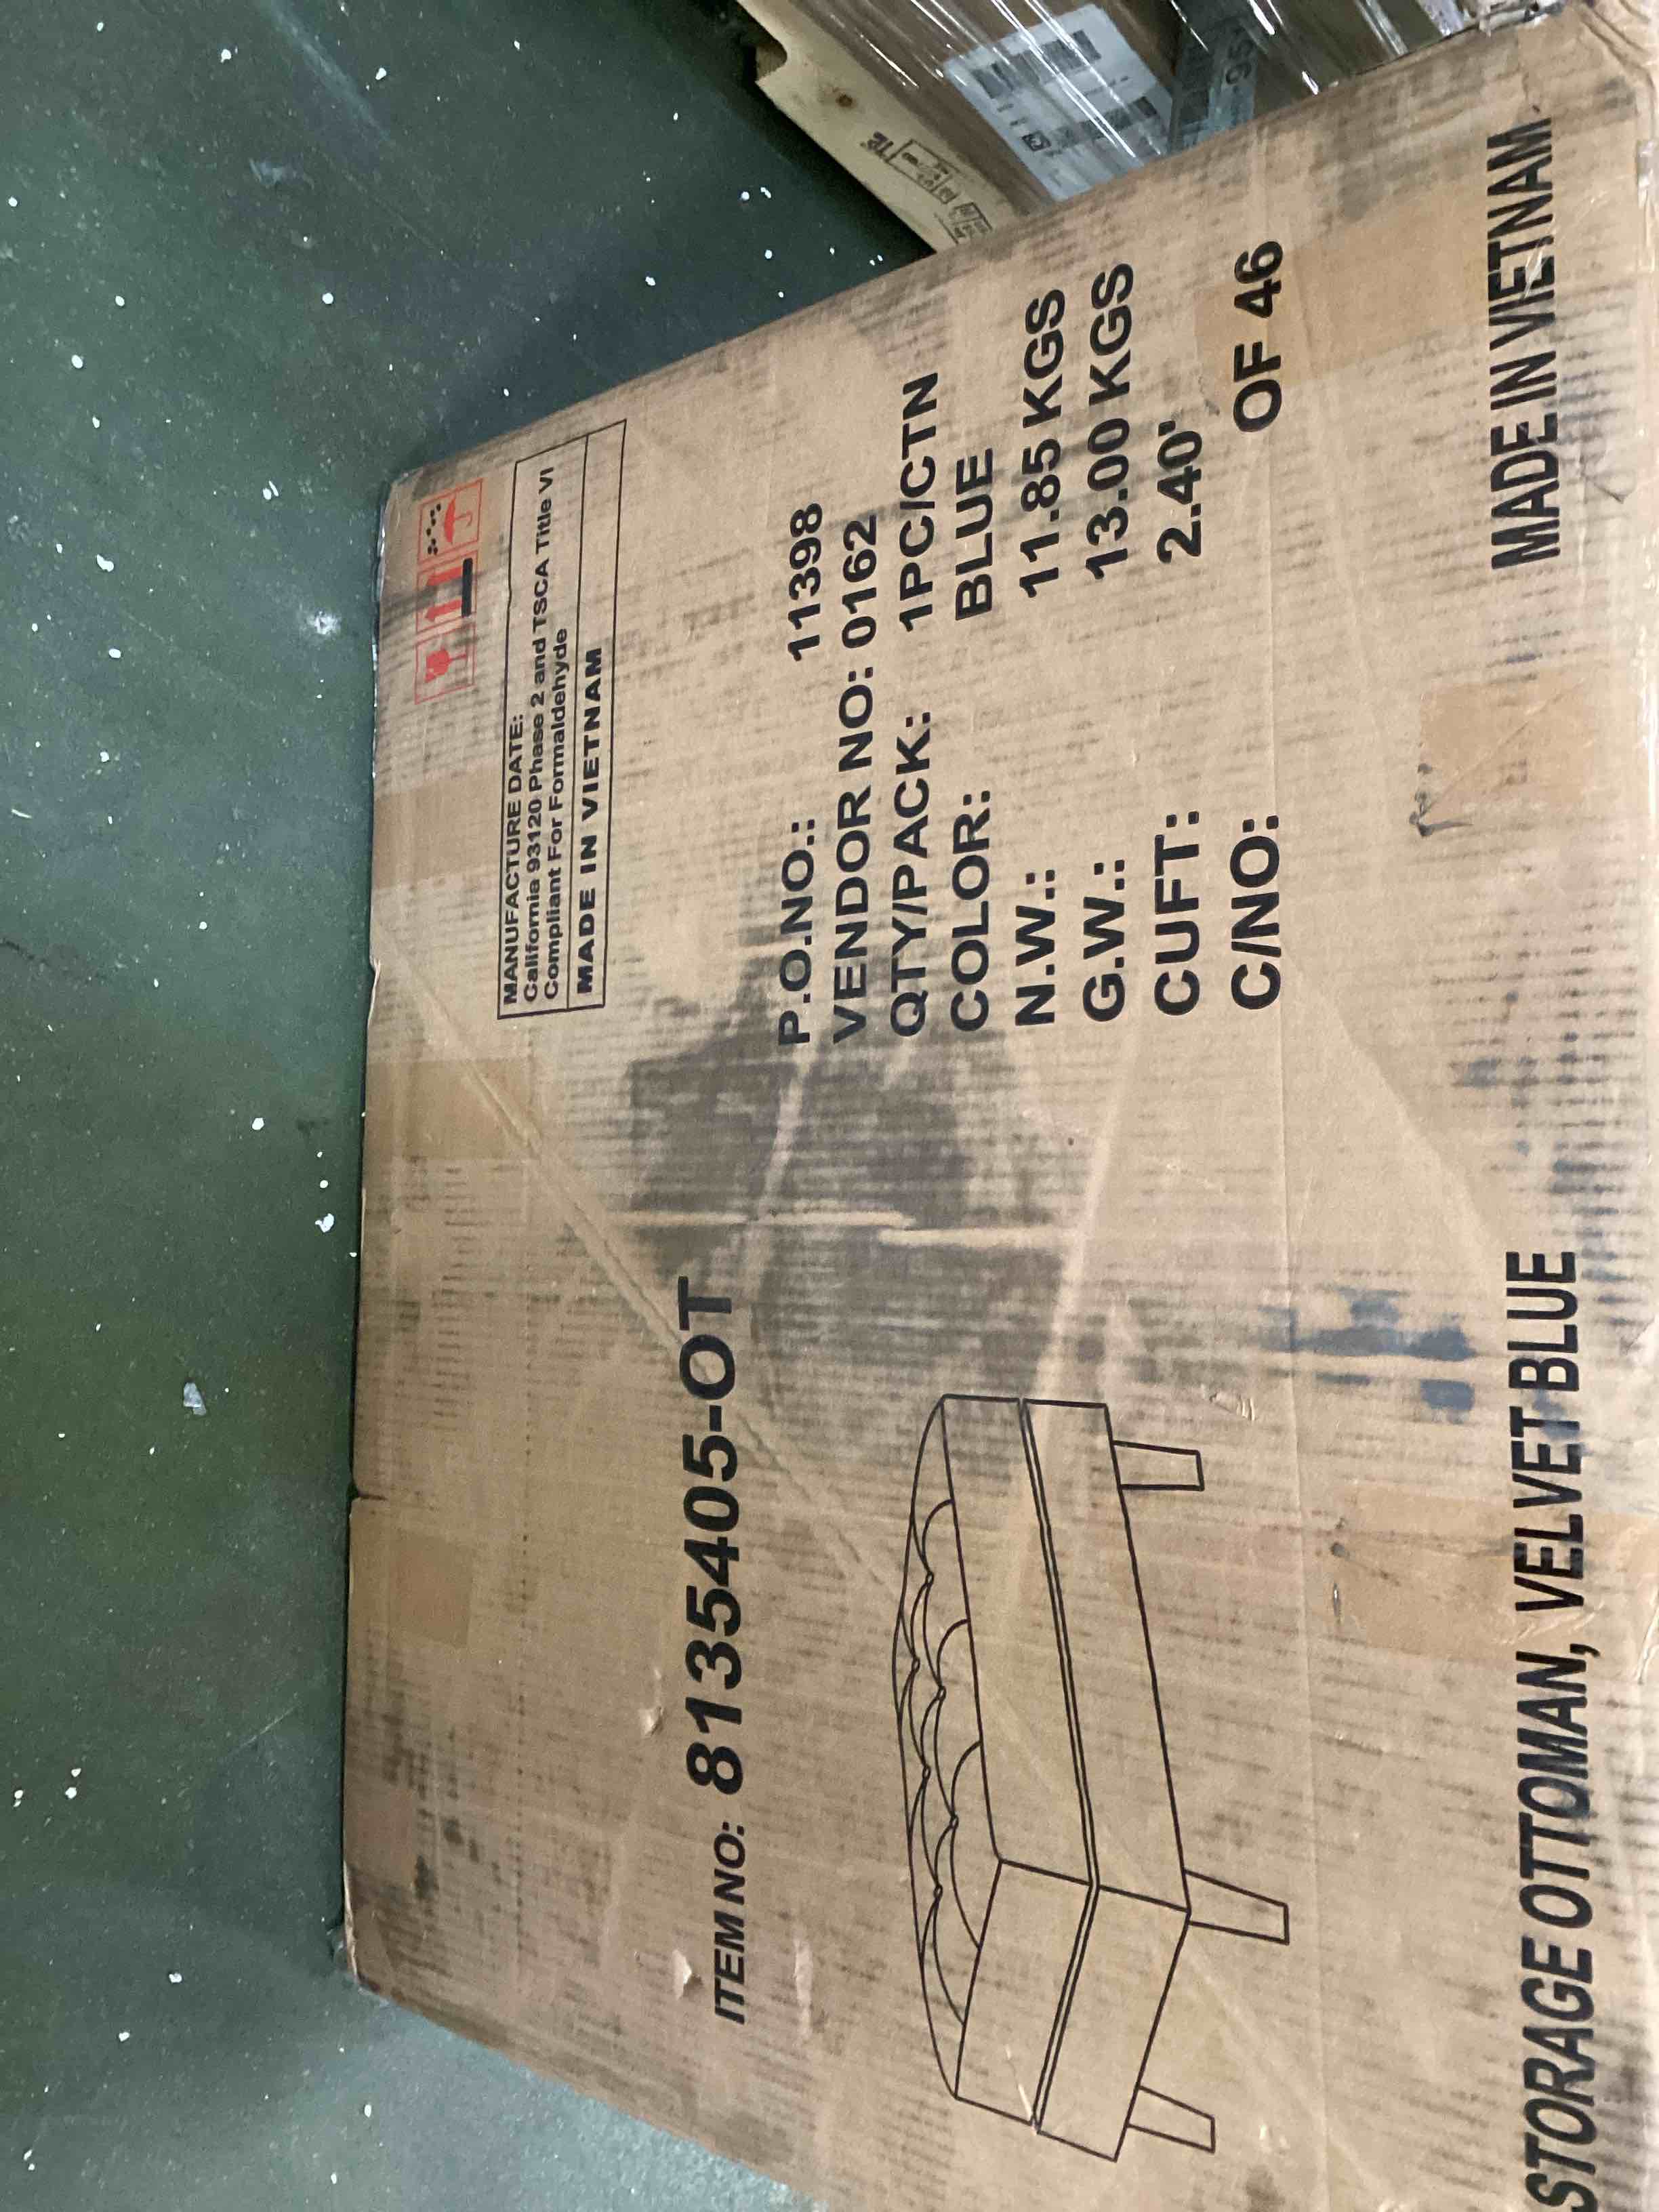 MANUFACTURE DATE:
California 93120 Phase 2 and TSCA Title VI
Compliant For Formaldehyde
MADE IN VIETNAM
ITEM NO: 8135405-OT
P.O.NO.: 11398
VENDOR NO: 0162
QTY/PACK: 1PC/CTN
COLOR: BLUE
N.W.: 11.85 KGS
G.W.: 13.00 KGS
CUFT: 2.40'
C/NO: OF 46
STORAGE OTTOMAN, VELVET BLUE
MADE IN VIETNAM